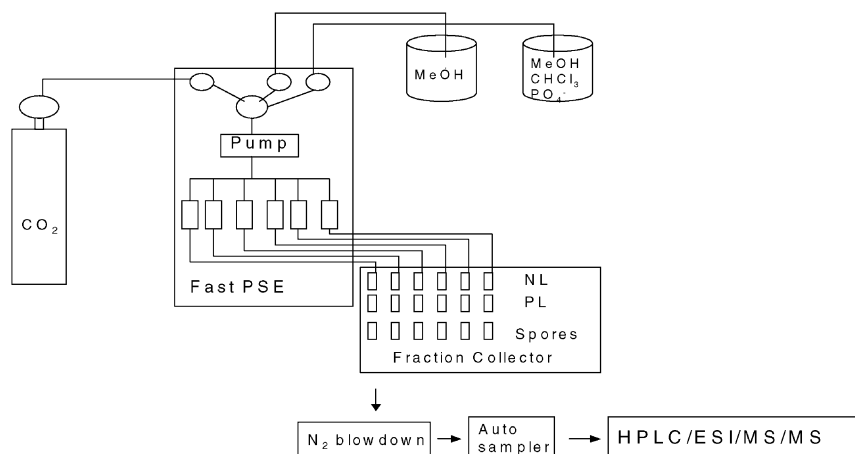 MeOH
MeOH
CHCl₃
PO₄⁻
Pump
CO₂
Fast PSE
NL
PL
Spores
Fraction Collector
N₂ blowdown
Auto
sampler
HPLC/ESI/MS/MS